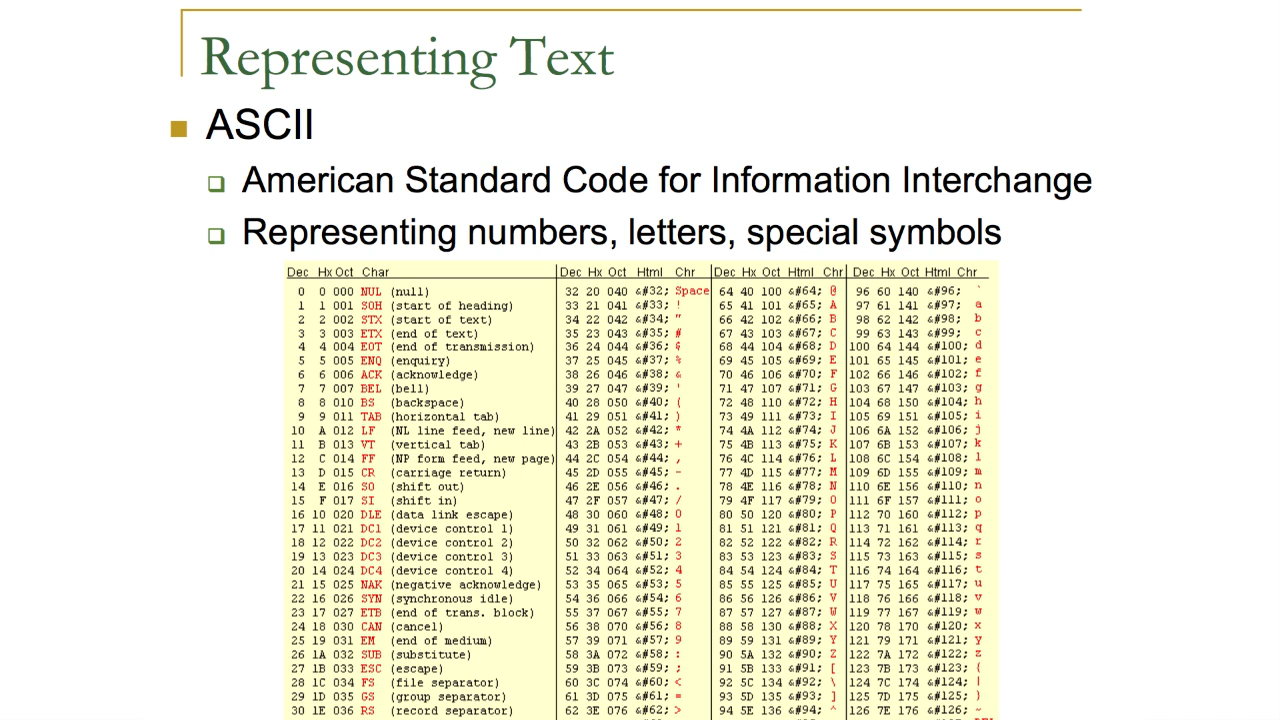 Representing Text
ASCII
American Standard Code for Information Interchange
Representing numbers, letters, special symbols
Dec Hx Oct Char Dec Hx Oct Html Chr Dec Hx Oct Html Chr Dec Hx Oct Html Chr
0 0 000 NUL (null) 32 20 040 &#32; Space 64 40 100 &#64; @ 96 60 140 &#96; `
1 1 001 SOH (start of heading) 33 21 041 &#33; ! 65 41 101 &#65; A 97 61 141 &#97; a
2 2 002 STX (start of text) 34 22 042 &#34; " 66 42 102 &#66; B 98 62 142 &#98; b
3 3 003 ETX (end of text) 35 23 043 &#35; # 67 43 103 &#67; C 99 63 143 &#99; c
4 4 004 EOT (end of transmission) 36 24 044 &#36; $ 68 44 104 &#68; D 100 64 144 &#100; d
5 5 005 ENQ (enquiry) 37 25 045 &#37; % 69 45 105 &#69; E 101 65 145 &#101; e
6 6 006 ACK (acknowledge) 38 26 046 &#38; & 70 46 106 &#70; F 102 66 146 &#102; f
7 7 007 BEL (bell) 39 27 047 &#39; ' 71 47 107 &#71; G 103 67 147 &#103; g
8 8 010 BS (backspace) 40 28 050 &#40; ( 72 48 110 &#72; H 104 68 150 &#104; h
9 9 011 TAB (horizontal tab) 41 29 051 &#41; ) 73 49 111 &#73; I 105 69 151 &#105; i
10 A 012 LF (NL line feed, new line) 42 2A 052 &#42; * 74 4A 112 &#74; J 106 6A 152 &#106; j
11 B 013 VT (vertical tab) 43 2B 053 &#43; + 75 4B 113 &#75; K 107 6B 153 &#107; k
12 C 014 FF (NP form feed, new page) 44 2C 054 &#44; , 76 4C 114 &#76; L 108 6C 154 &#108; l
13 D 015 CR (carriage return) 45 2D 055 &#45; - 77 4D 115 &#77; M 109 6D 155 &#109; m
14 E 016 SO (shift out) 46 2E 056 &#46; . 78 4E 116 &#78; N 110 6E 156 &#110; n
15 F 017 SI (shift in) 47 2F 057 &#47; / 79 4F 117 &#79; O 111 6F 157 &#111; o
16 10 020 DLE (data link escape) 48 30 060 &#48; 0 80 50 120 &#80; P 112 70 160 &#112; p
17 11 021 DC1 (device control 1) 49 31 061 &#49; 1 81 51 121 &#81; Q 113 71 161 &#113; q
18 12 022 DC2 (device control 2) 50 32 062 &#50; 2 82 52 122 &#82; R 114 72 162 &#114; r
19 13 023 DC3 (device control 3) 51 33 063 &#51; 3 83 53 123 &#83; S 115 73 163 &#115; s
20 14 024 DC4 (device control 4) 52 34 064 &#52; 4 84 54 124 &#84; T 116 74 164 &#116; t
21 15 025 NAK (negative acknowledge) 53 35 065 &#53; 5 85 55 125 &#85; U 117 75 165 &#117; u
22 16 026 SYN (synchronous idle) 54 36 066 &#54; 6 86 56 126 &#86; V 118 76 166 &#118; v
23 17 027 ETB (end of trans. block) 55 37 067 &#55; 7 87 57 127 &#87; W 119 77 167 &#119; w
24 18 030 CAN (cancel) 56 38 070 &#56; 8 88 58 130 &#88; X 120 78 170 &#120; x
25 19 031 EM (end of medium) 57 39 071 &#57; 9 89 59 131 &#89; Y 121 79 171 &#121; y
26 1A 032 SUB (substitute) 58 3A 072 &#58; : 90 5A 132 &#90; Z 122 7A 172 &#122; z
27 1B 033 ESC (escape) 59 3B 073 &#59; ; 91 5B 133 &#91; [ 123 7B 173 &#123; {
28 1C 034 FS (file separator) 60 3C 074 &#60; < 92 5C 134 &#92; \ 124 7C 174 &#124; |
29 1D 035 GS (group separator) 61 3D 075 &#61; = 93 5D 135 &#93; ] 125 7D 175 &#125; }
30 1E 036 RS (record separator) 62 3E 076 &#62; > 94 5E 136 &#94; ^ 126 7E 176 &#126; ~